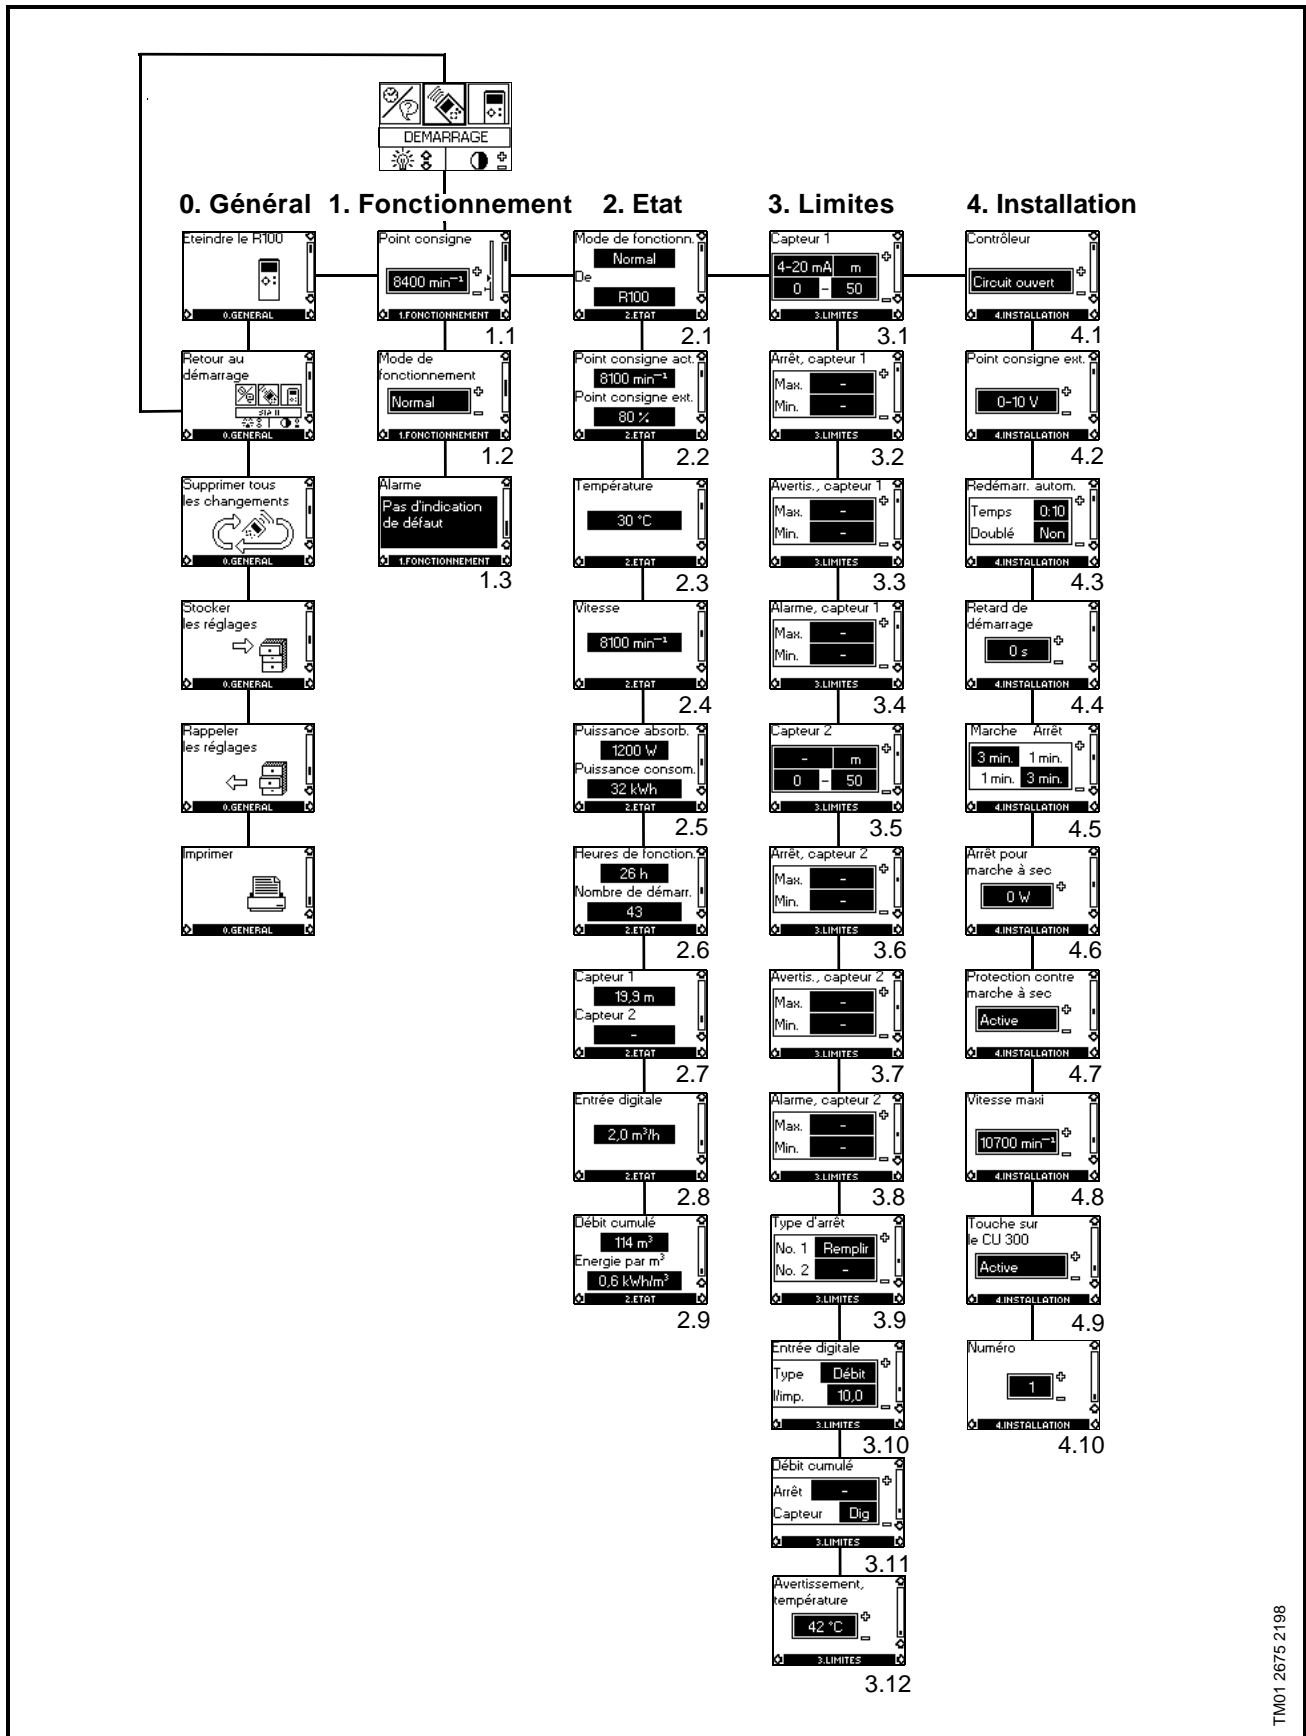 DEMARRAGE
0. Général
1. Fonctionnement
2. Etat
3. Limites
4. Installation
Eteindre le R100
0.GENERAL
Retour au
démarrage
0.GENERAL
Supprimer tous
les changements
0.GENERAL
Stocker
les réglages
0.GENERAL
Rappeler
les réglages
0.GENERAL
Imprimer
0.GENERAL
Point consigne
8400 min⁻¹
1.FONCTIONNEMENT
1.1
Mode de
fonctionnement
Normal
1.FONCTIONNEMENT
1.2
Alarme
Pas d'indication
de défaut
1.FONCTIONNEMENT
1.3
Mode de fonctionn.
Normal
De
R100
2.ETAT
2.1
Point consigne act.
8100 min⁻¹
Point consigne ext.
80 %
2.ETAT
2.2
Température
30 °C
2.ETAT
2.3
Vitesse
8100 min⁻¹
2.ETAT
2.4
Puissance absorb.
1200 W
Puissance consom.
32 kWh
2.ETAT
2.5
Heures de fonction.
26 h
Nombre de démarr.
43
2.ETAT
2.6
Capteur 1
19,9 m
Capteur 2
-
2.ETAT
2.7
Entrée digitale
2,0 m³/h
2.ETAT
2.8
Débit cumulé
114 m³
Energie par m³
0,6 kWh/m³
2.ETAT
2.9
Capteur 1
4-20 mA m
0 - 50
3.LIMITES
3.1
Arrêt, capteur 1
Max. -
Min. -
3.LIMITES
3.2
Avertis., capteur 1
Max. -
Min. -
3.LIMITES
3.3
Alarme, capteur 1
Max. -
Min. -
3.LIMITES
3.4
Capteur 2
- m
0 - 50
3.LIMITES
3.5
Arrêt, capteur 2
Max. -
Min. -
3.LIMITES
3.6
Avertis., capteur 2
Max. -
Min. -
3.LIMITES
3.7
Alarme, capteur 2
Max. -
Min. -
3.LIMITES
3.8
Type d'arrêt
No. 1 Remplir
No. 2 -
3.LIMITES
3.9
Entrée digitale
Type Débit
l/imp. 10,0
3.LIMITES
3.10
Débit cumulé
Arrêt -
Capteur Dig
3.LIMITES
3.11
Avertissement,
température
42 °C
3.LIMITES
3.12
Contrôleur
Circuit ouvert
4.INSTALLATION
4.1
Point consigne ext.
0-10 V
4.INSTALLATION
4.2
Redémarr. autom.
Temps 0:10
Doublé Non
4.INSTALLATION
4.3
Retard de
démarrage
0 s
4.INSTALLATION
4.4
Marche Arrêt
3 min. 1 min.
1 min. 3 min.
4.INSTALLATION
4.5
Arrêt pour
marche à sec
0 W
4.INSTALLATION
4.6
Protection contre
marche à sec
Active
4.INSTALLATION
4.7
Vitesse maxi
10700 min⁻¹
4.INSTALLATION
4.8
Touche sur
le CU 300
Active
4.INSTALLATION
4.9
Numéro
1
4.INSTALLATION
4.10
TM01 2675 2198